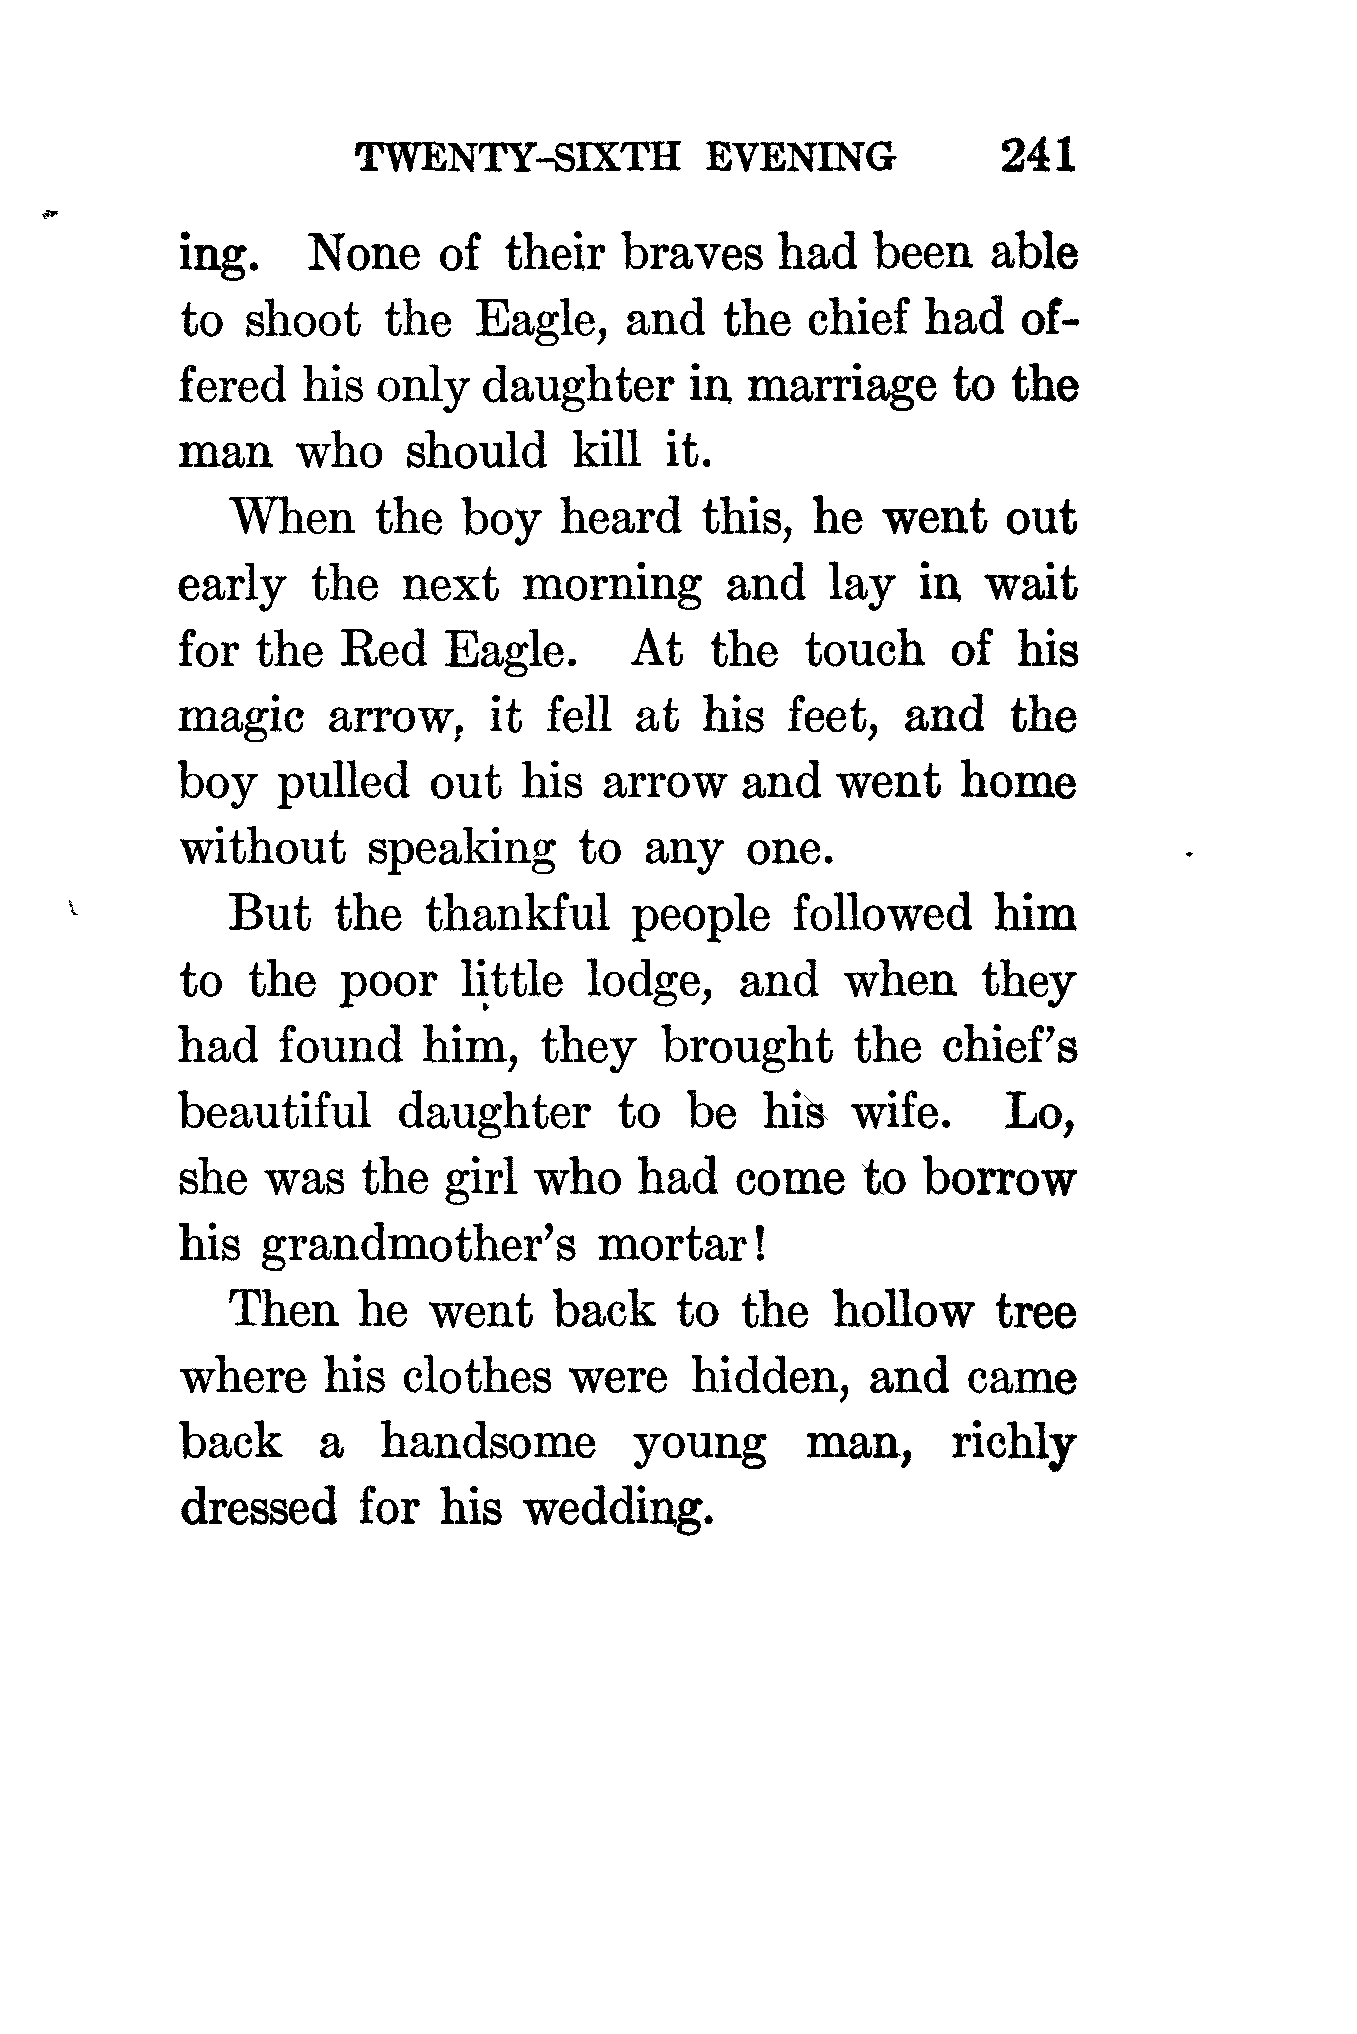 TWENTY-SIXTH EVENING 241
ing. None of their braves had been able
to shoot the Eagle, and the chief had of-
fered his only daughter in marriage to the
man who should kill it.
When the boy heard this, he went out
early the next morning and lay in wait
for the Red Eagle. At the touch of his
magic arrow, it fell at his feet, and the
boy pulled out his arrow and went home
without speaking to any one.
But the thankful people followed him
to the poor little lodge, and when they
had found him, they brought the chief's
beautiful daughter to be his wife. Lo,
she was the girl who had come to borrow
his grandmother's mortar!
Then he went back to the hollow tree
where his clothes were hidden, and came
back a handsome young man, richly
dressed for his wedding.